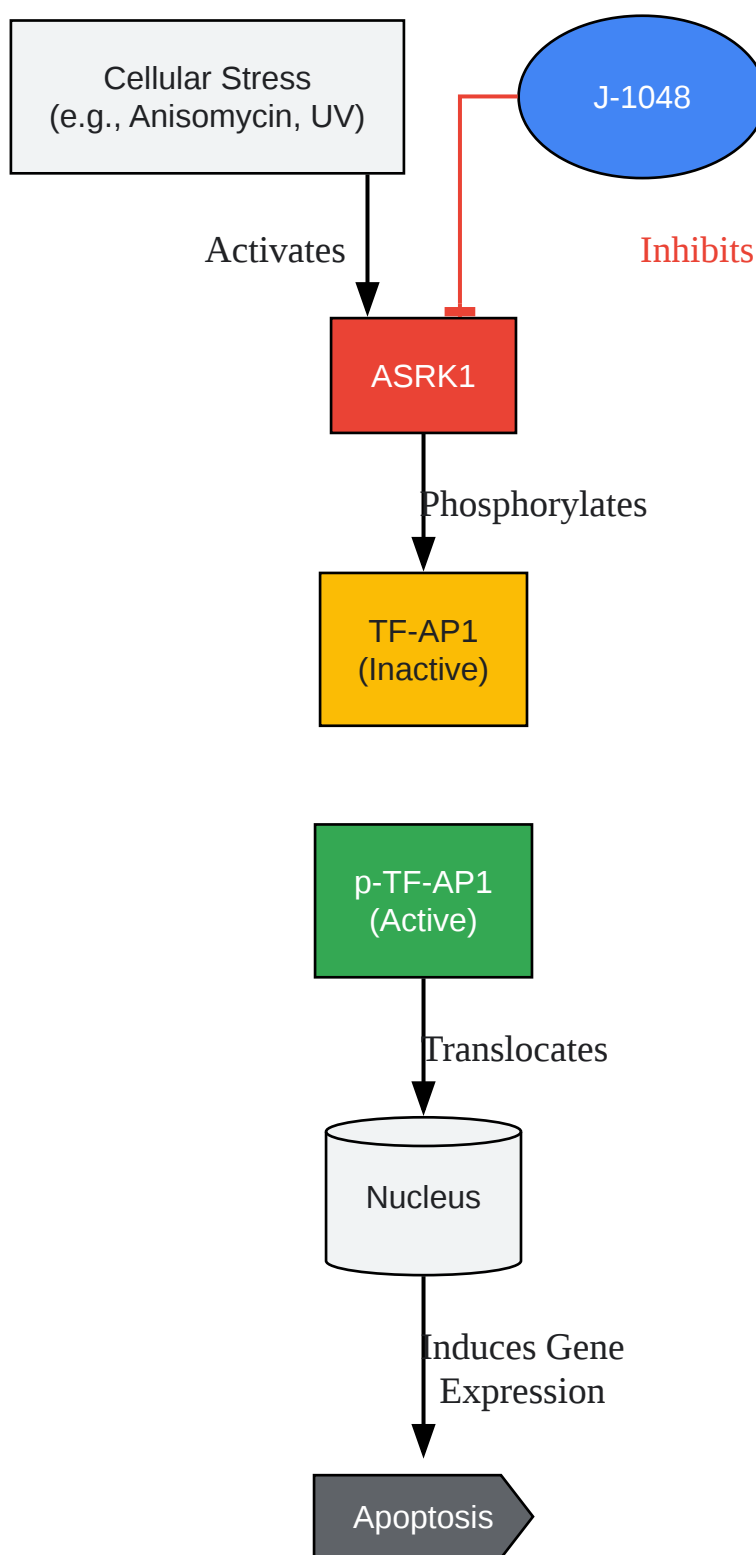 Cellular Stress
(e.g., Anisomycin, UV)
J-1048
Activates
Inhibits
ASRK1
Phosphorylates
TF-AP1
(Inactive)
p-TF-AP1
(Active)
Translocates
Nucleus
Induces Gene
Expression
Apoptosis